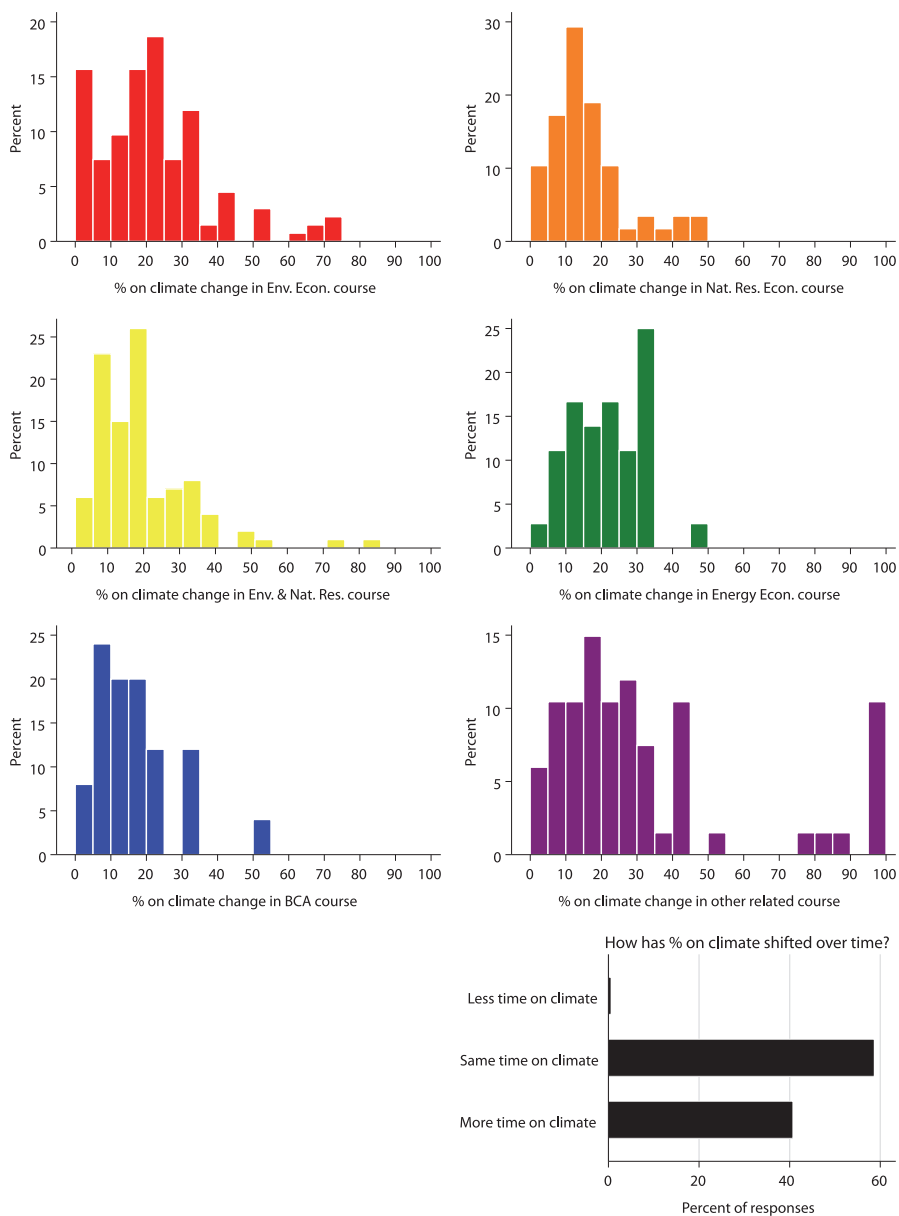 20
15
10
5
0
Percent
0 10 20 30 40 50 60 70 80 90 100
% on climate change in Env. Econ. course
30
20
10
0
Percent
0 10 20 30 40 50 60 70 80 90 100
% on climate change in Nat. Res. Econ. course
25
20
15
10
5
0
Percent
0 10 20 30 40 50 60 70 80 90 100
% on climate change in Env. & Nat. Res. course
25
20
15
10
5
0
Percent
0 10 20 30 40 50 60 70 80 90 100
% on climate change in Energy Econ. course
25
20
15
10
5
0
Percent
0 10 20 30 40 50 60 70 80 90 100
% on climate change in BCA course
15
10
5
0
Percent
0 10 20 30 40 50 60 70 80 90 100
% on climate change in other related course
How has % on climate shifted over time?
Less time on climate
Same time on climate
More time on climate
0 20 40 60
Percent of responses